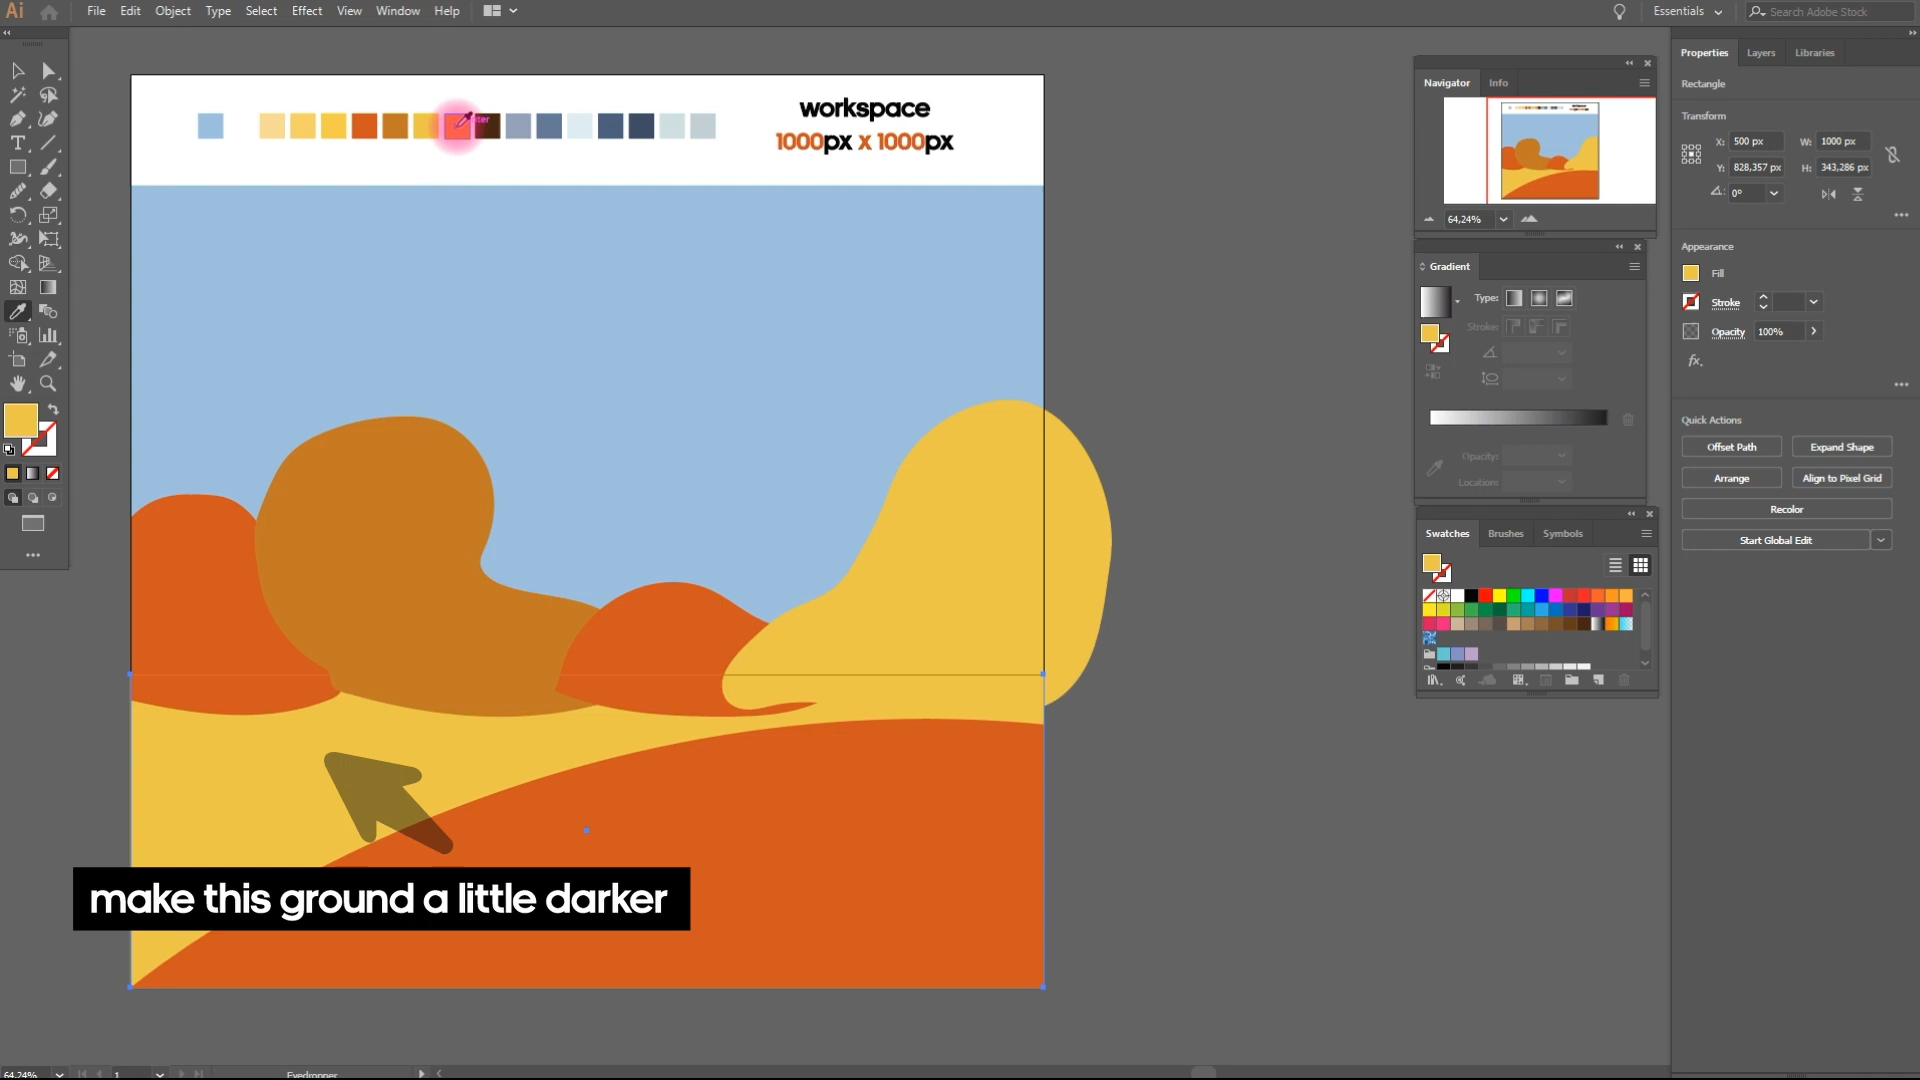 Ai File Edit Object Type Select Effect View Window Help Essentials Search Adobe Stock
Properties Layers Libraries
Navigator Info
Rectangle
workspace
1000px x 1000px
Transform
X: 500 px W: 1000 px
Y: 828,357 px H: 343,286 px
0°
64,24%
Appearance
Gradient
Fill
Type:
Stroke
Stroke:
Opacity 100%
fx.
Quick Actions
Offset Path Expand Shape
Opacity:
Arrange Align to Pixel Grid
Location:
Recolor
Swatches Brushes Symbols
Start Global Edit
make this ground a little darker
64,24% 1 Eyedropper